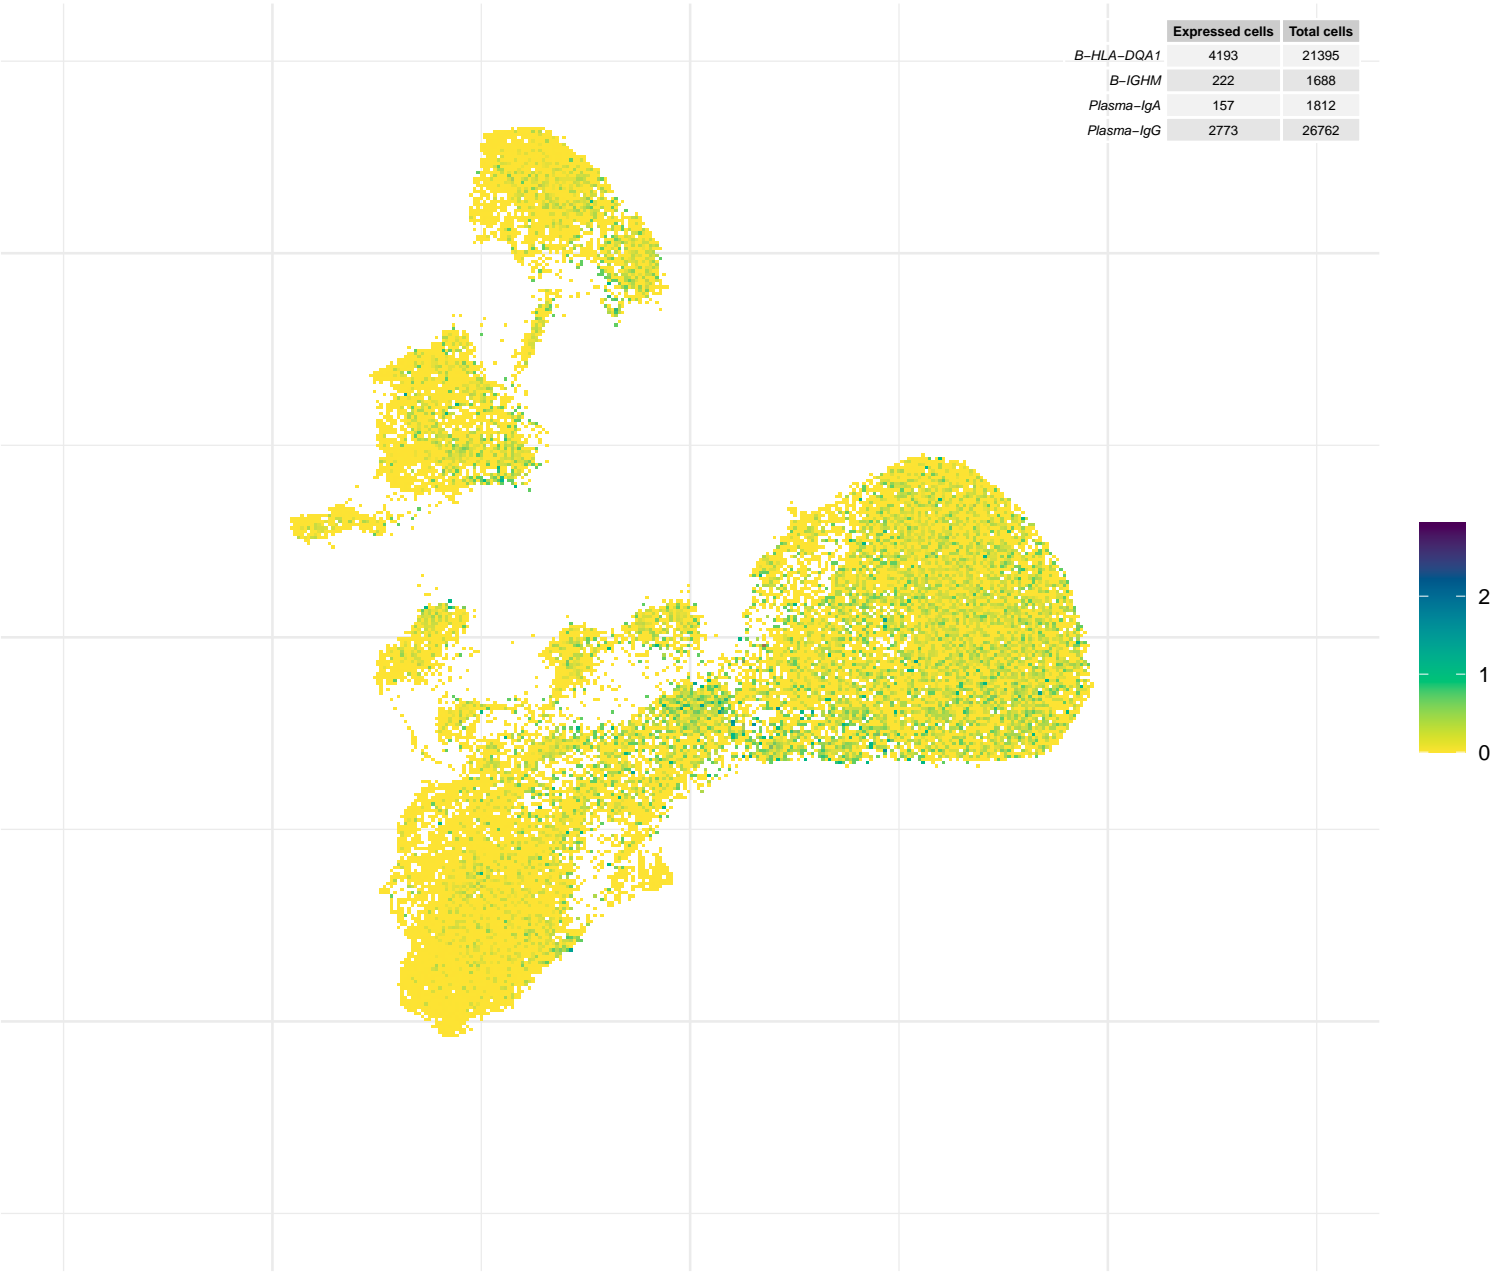 Expressed cells Total cells
B−HLA−DQA1 4193 21395
B−IGHM 222 1688
Plasma−IgA 157 1812
Plasma−IgG 2773 26762
2
1
0